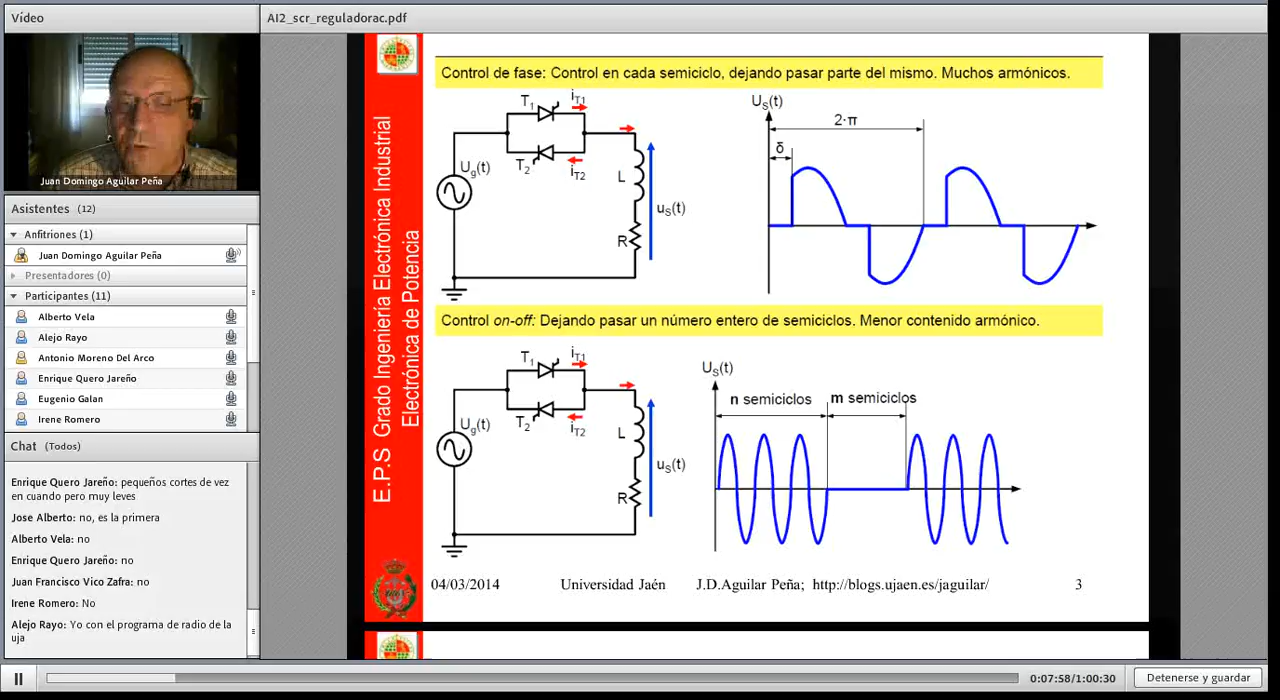 Vídeo
Juan Domingo Aguilar Peña
Asistentes (12)
Anfitriones (1)
Juan Domingo Aguilar Peña
Presentadores (0)
Participantes (11)
Alberto Vela
Alejo Rayo
Antonio Moreno Del Arco
Enrique Quero Jareño
Eugenio Galan
Irene Romero
Chat (Todos)
Enrique Quero Jareño: pequeños cortes de vez
en cuando pero muy leves
Jose Alberto: no, es la primera
Alberto Vela: no
Enrique Quero Jareño: no
Juan Francisco Vico Zafra: no
Irene Romero: No
Alejo Rayo: Yo con el programa de radio de la
uja
AI2_scr_reguladorac.pdf
E.P.S Grado Ingeniería Electrónica Industrial
Electrónica de Potencia
Control de fase: Control en cada semiciclo, dejando pasar parte del mismo. Muchos armónicos.
T1
iT1
T2
iT2
Ug(t)
L
R
uS(t)
US(t)
2·π
δ
Control on-off: Dejando pasar un número entero de semiciclos. Menor contenido armónico.
T1
iT1
T2
iT2
Ug(t)
L
R
uS(t)
US(t)
n semiciclos
m semiciclos
04/03/2014
Universidad Jaén
J.D.Aguilar Peña; http://blogs.ujaen.es/jaguilar/
3
0:07:58/1:00:30
Detenerse y guardar